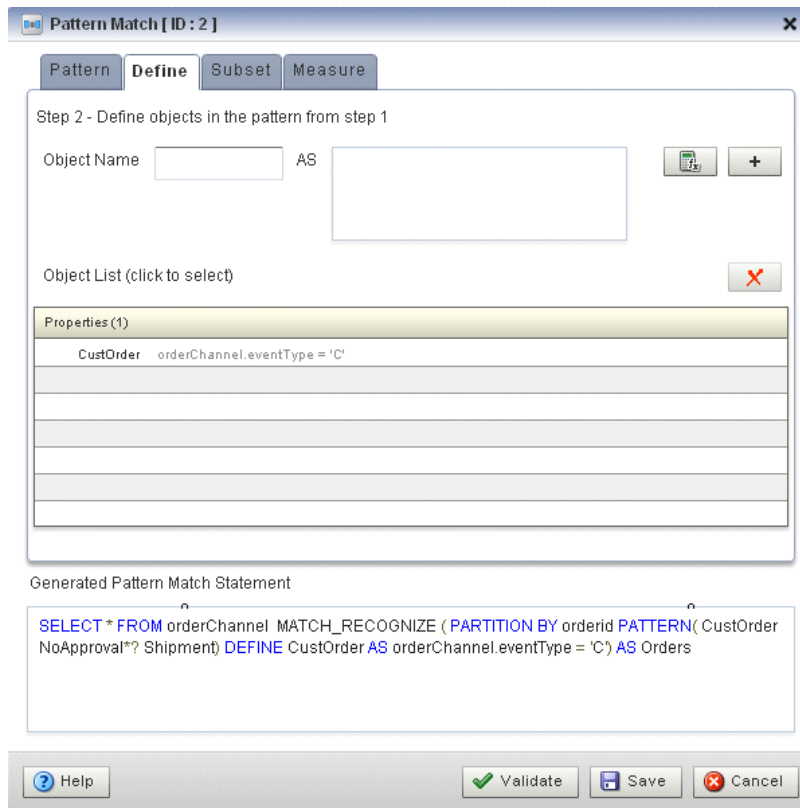 Pattern Match [ ID : 2 ]
Pattern Define Subset Measure
Step 2 - Define objects in the pattern from step 1
Object Name AS
fx +
Object List (click to select)
Properties (1)
CustOrder orderChannel.eventType = 'C'
Generated Pattern Match Statement
SELECT * FROM orderChannel MATCH_RECOGNIZE ( PARTITION BY orderid PATTERN( CustOrder
NoApproval*? Shipment) DEFINE CustOrder AS orderChannel.eventType = 'C') AS Orders
? Help Validate Save Cancel